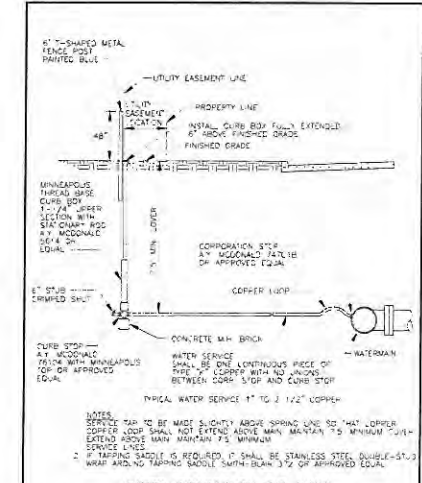 6' T-SHAPED METAL
FENCE POST
PAINTED BLUE
UTILITY EASEMENT LINE
UTILITY
EASEMENT
LOCATION
PROPERTY LINE
INSTALL CURB BOX FULLY EXTENDED
6" ABOVE FINISHED GRADE
48"
FINISHED GRADE
MINNEAPOLIS
THREAD BASE
CURB BOX
1-1/4" UPPER
SECTION WITH
STATIONARY ROD
A.Y. MCDONALD
5614 OR
EQUAL
7.5' MIN. COVER
CORPORATION STOP
A.Y. MCDONALD
OR APPROVED EQUAL
COPPER LOOP
STUB
CRIMPED SHUT
CONCRETE M.H. BRICK
CURB STOP
A.Y. MCDONALD
76104 WITH MINNEAPOLIS
TOP OR APPROVED
EQUAL
WATER SERVICE
SHALL BE ONE CONTINUOUS PIECE OF
TYPE "K" COPPER WITH NO UNIONS
BETWEEN CORP. STOP AND CURB STOP
WATERMAIN
TYPICAL WATER SERVICE 1" TO 2 1/2" COPPER
NOTES:
SERVICE TAP TO BE MADE SLIGHTLY ABOVE SPRING LINE SO THAT COPPER
COPPER LOOP SHALL NOT EXTEND ABOVE MAIN. MAINTAIN 7.5' MINIMUM COVER
EXTEND ABOVE MAIN. MAINTAIN 7.5' MINIMUM
SERVICE LINES.
2. IF TAPPING SADDLE IS REQUIRED, IT SHALL BE STAINLESS STEEL, DOUBLE-STUD
WRAP AROUND TAPPING SADDLE SMITH-BLAIR 372 OR APPROVED EQUAL